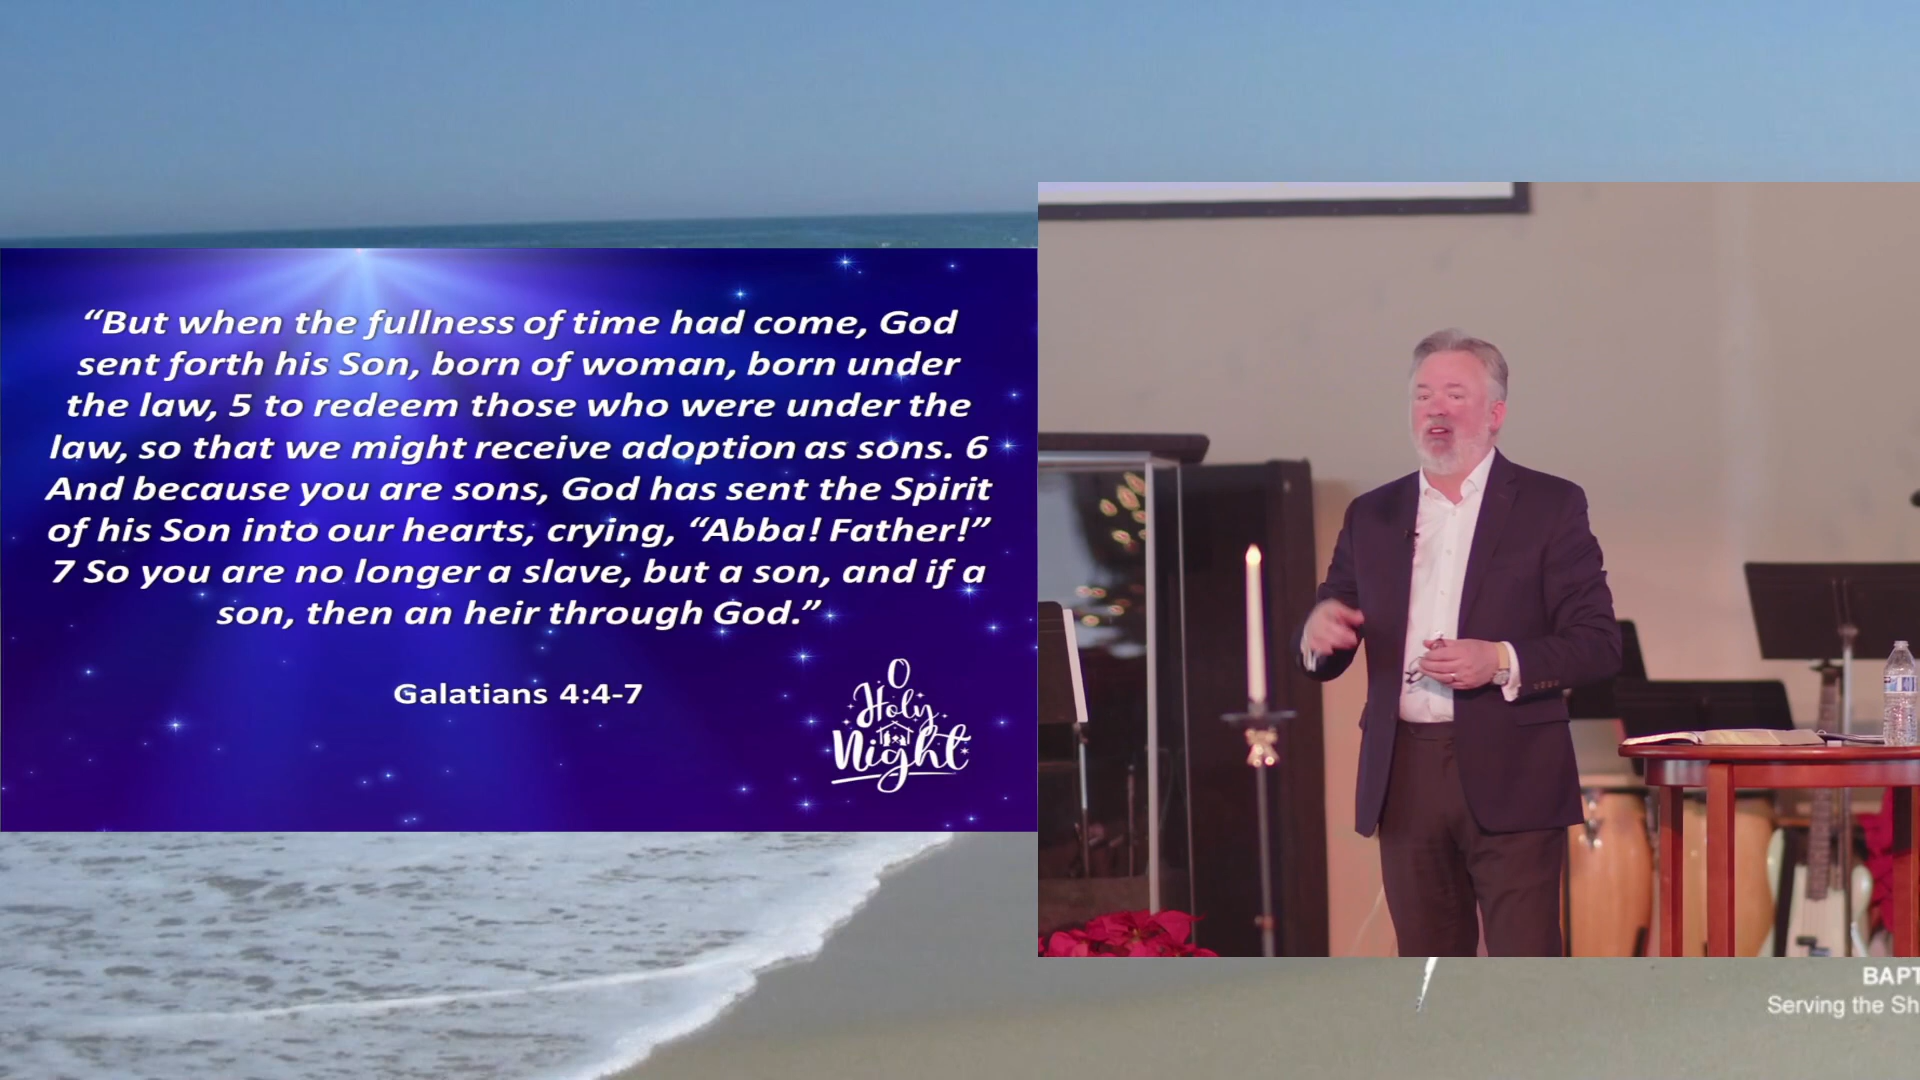 “But when the fullness of time had come, God
sent forth his Son, born of woman, born under
the law, 5 to redeem those who were under the
law, so that we might receive adoption as sons. 6
And because you are sons, God has sent the Spirit
of his Son into our hearts, crying, “Abba! Father!”
7 So you are no longer a slave, but a son, and if a
son, then an heir through God.”
Galatians 4:4-7
O
Holy
Night
BAPT
Serving the Sh